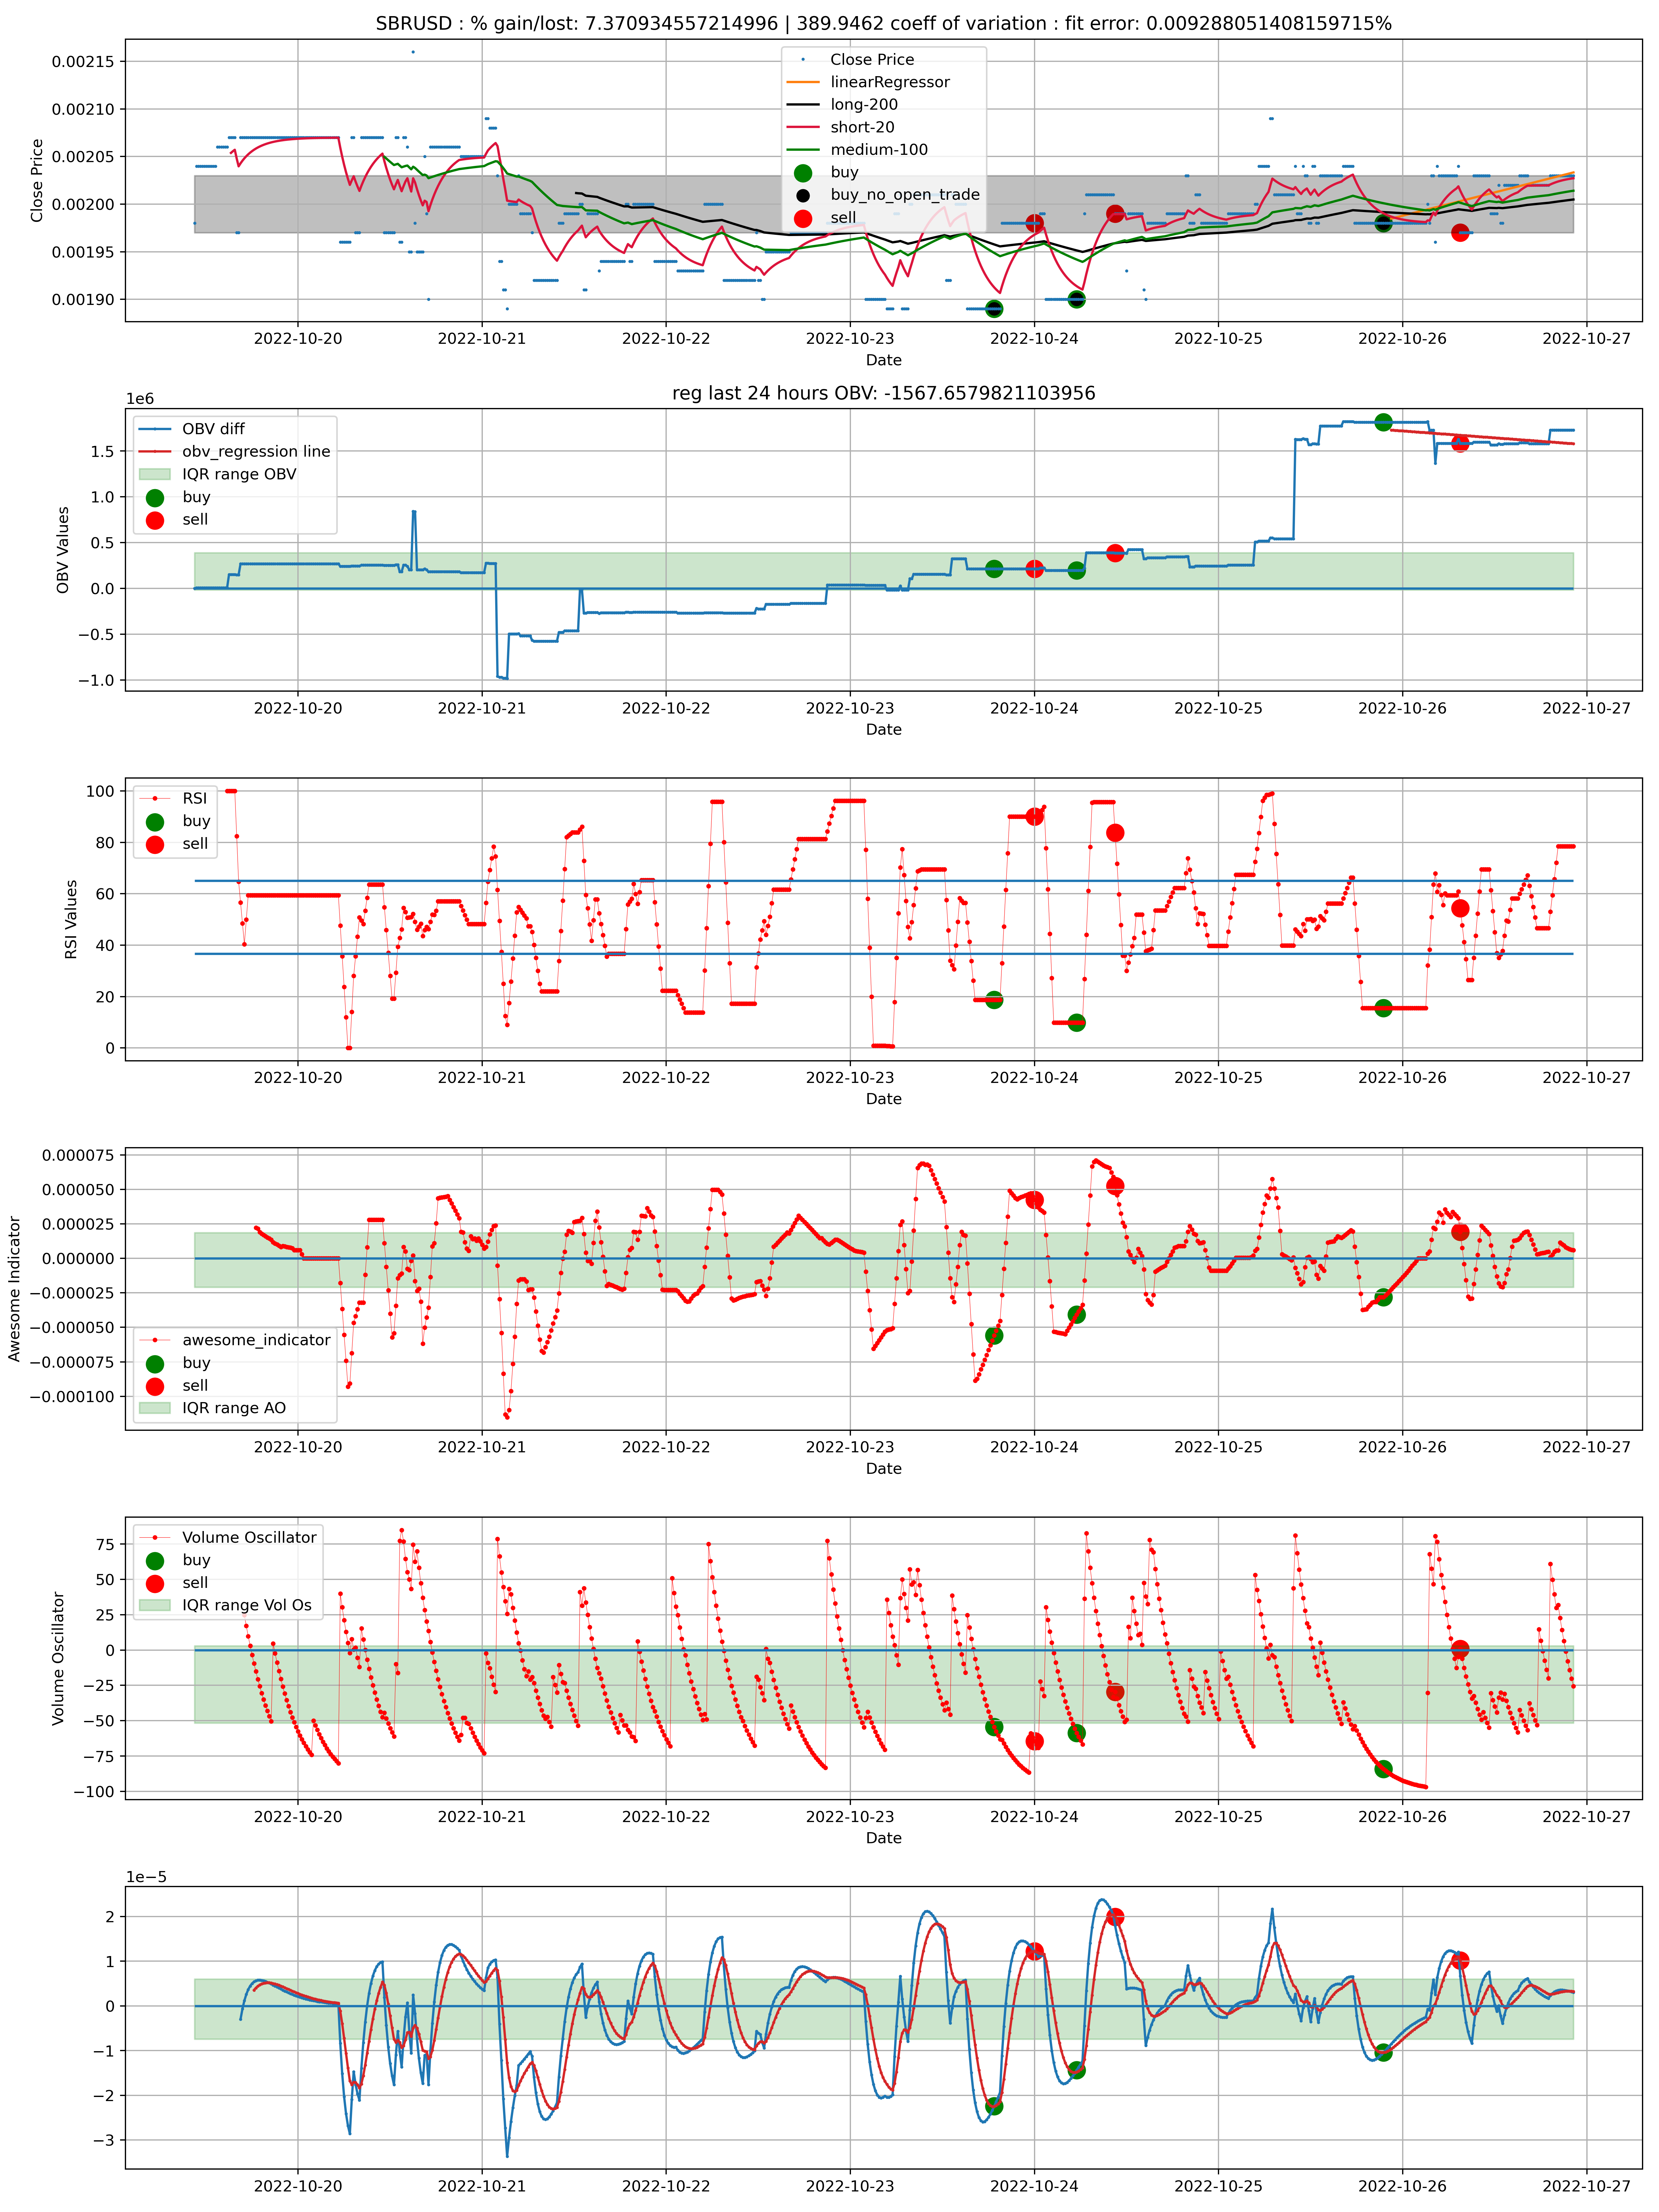 SBRUSD : % gain/lost: 7.370934557214996 | 389.9462 coeff of variation : fit error: 0.009288051408159715%
Close Price
0.00215
0.00210
0.00205
0.00200
0.00195
0.00190
Close Price
linearRegressor
long-200
short-20
medium-100
buy
buy_no_open_trade
sell
2022-10-20 2022-10-21 2022-10-22 2022-10-23 2022-10-24 2022-10-25 2022-10-26 2022-10-27
Date
reg last 24 hours OBV: -1567.6579821103956
1e6
OBV Values
1.5
1.0
0.5
0.0
−0.5
−1.0
OBV diff
obv_regression line
IQR range OBV
buy
sell
2022-10-20 2022-10-21 2022-10-22 2022-10-23 2022-10-24 2022-10-25 2022-10-26 2022-10-27
Date
RSI Values
100
80
60
40
20
0
RSI
buy
sell
2022-10-20 2022-10-21 2022-10-22 2022-10-23 2022-10-24 2022-10-25 2022-10-26 2022-10-27
Date
Awesome Indicator
0.000075
0.000050
0.000025
0.000000
−0.000025
−0.000050
−0.000075
−0.000100
awesome_indicator
buy
sell
IQR range AO
2022-10-20 2022-10-21 2022-10-22 2022-10-23 2022-10-24 2022-10-25 2022-10-26 2022-10-27
Date
Volume Oscillator
75
50
25
0
−25
−50
−75
−100
Volume Oscillator
buy
sell
IQR range Vol Os
2022-10-20 2022-10-21 2022-10-22 2022-10-23 2022-10-24 2022-10-25 2022-10-26 2022-10-27
Date
1e−5
2
1
0
−1
−2
−3
2022-10-20 2022-10-21 2022-10-22 2022-10-23 2022-10-24 2022-10-25 2022-10-26 2022-10-27